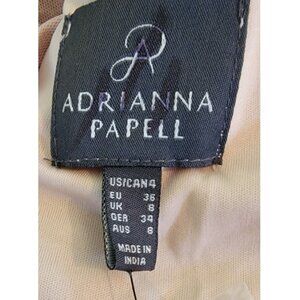 ADRIANNA
PAPELL
US/CAN 4
EU 36
UK 8
GER 34
AUS 8
MADE IN
INDIA